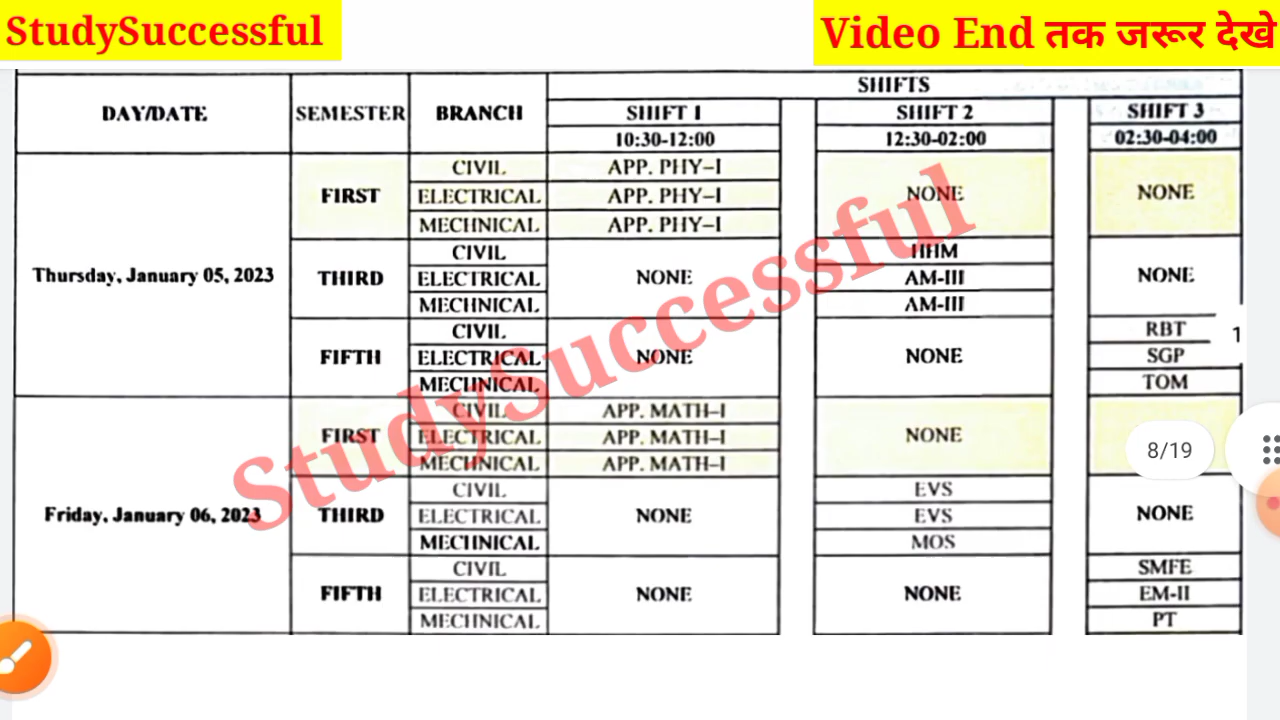 StudySuccessful
Video End तक जरूर देखे
SHIFTS
DAY/DATE SEMESTER BRANCH SHIFT 1 SHIFT 2 SHIFT 3
10:30-12:00 12:30-02:00 02:30-04:00
Thursday, January 05, 2023
FIRST
CIVIL APP. PHY-I
ELECTRICAL APP. PHY-I NONE NONE
MECHNICAL APP. PHY-I
THIRD
CIVIL HHM
ELECTRICAL NONE AM-III NONE
MECHNICAL AM-III
FIFTH
CIVIL RBT
ELECTRICAL NONE NONE SGP
MECHNICAL TOM
1
Friday, January 06, 2023
FIRST
CIVIL APP. MATH-I
ELECTRICAL APP. MATH-I NONE
MECHNICAL APP. MATH-I
8/19
THIRD
CIVIL EVS
ELECTRICAL NONE EVS NONE
MECHNICAL MOS
FIFTH
CIVIL SMFE
ELECTRICAL NONE NONE EM-II
MECHNICAL PT
StudySuccessful